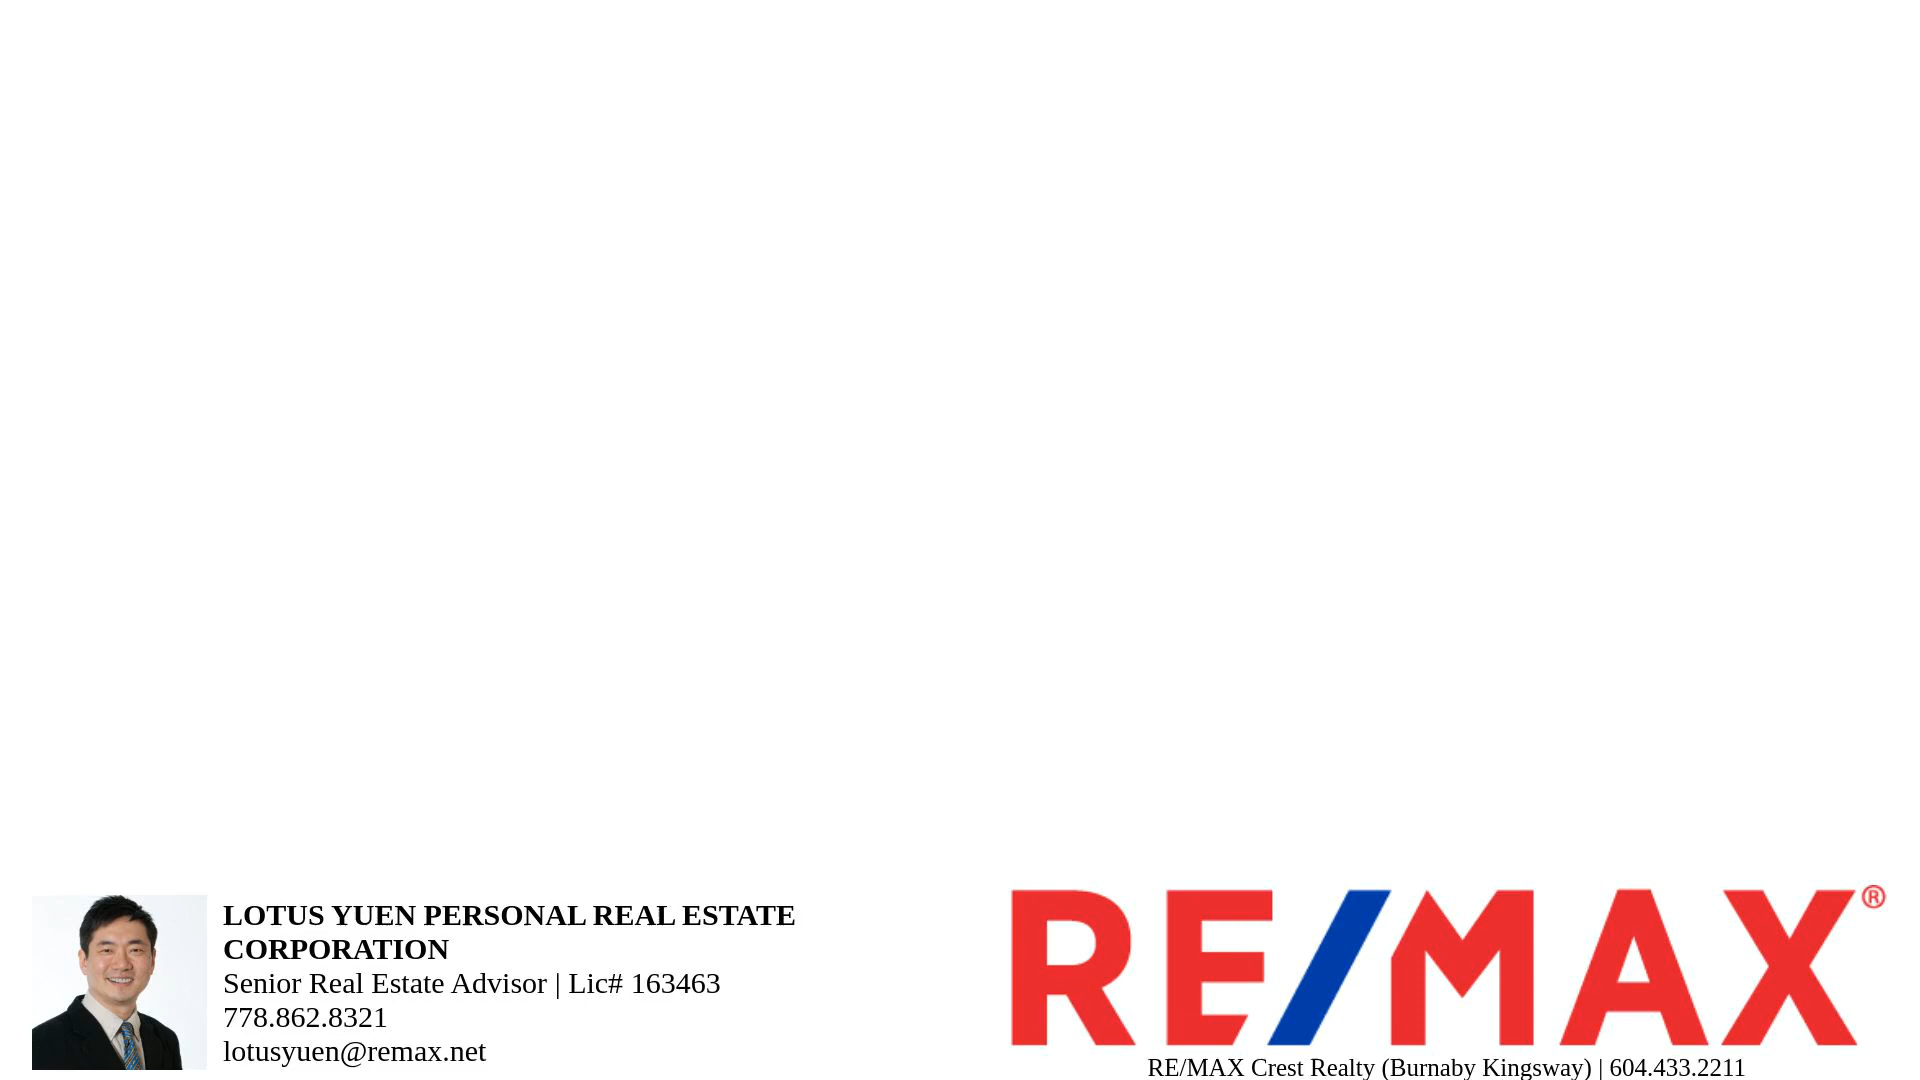 LOTUS YUEN PERSONAL REAL ESTATE
CORPORATION
Senior Real Estate Advisor | Lic# 163463
778.862.8321
lotusyuen@remax.net
RE/MAX®
RE/MAX Crest Realty (Burnaby Kingsway) | 604.433.2211